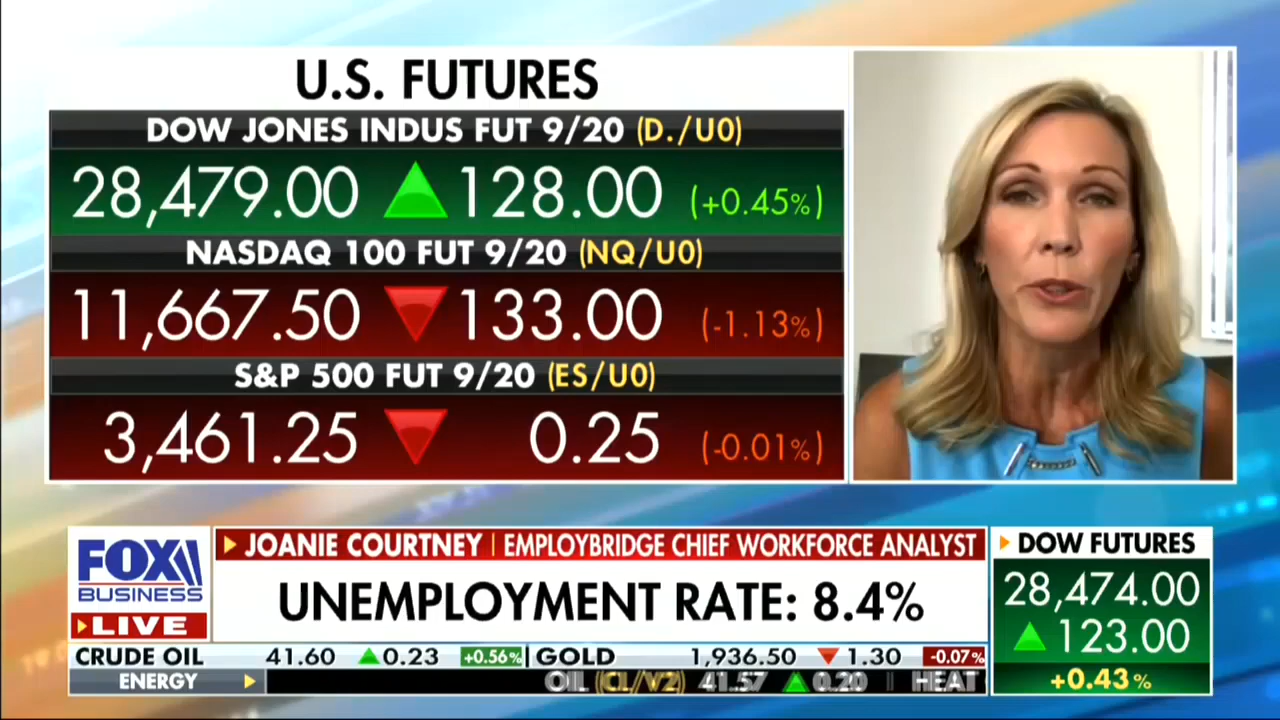 U.S. FUTURES
DOW JONES INDUS FUT 9/20 (D./U0)
28,479.00 128.00 (+0.45%)
NASDAQ 100 FUT 9/20 (NQ/U0)
11,667.50 133.00 (-1.13%)
S&P 500 FUT 9/20 (ES/U0)
3,461.25 0.25 (-0.01%)
FOX
BUSINESS
LIVE
JOANIE COURTNEY | EMPLOYBRIDGE CHIEF WORKFORCE ANALYST
UNEMPLOYMENT RATE: 8.4%
DOW FUTURES
28,474.00
123.00
+0.43%
CRUDE OIL 41.60 0.23 +0.56% GOLD 1,936.50 1.30 -0.07%
ENERGY OIL (CL/V2) 41.57 0.20 HEAT